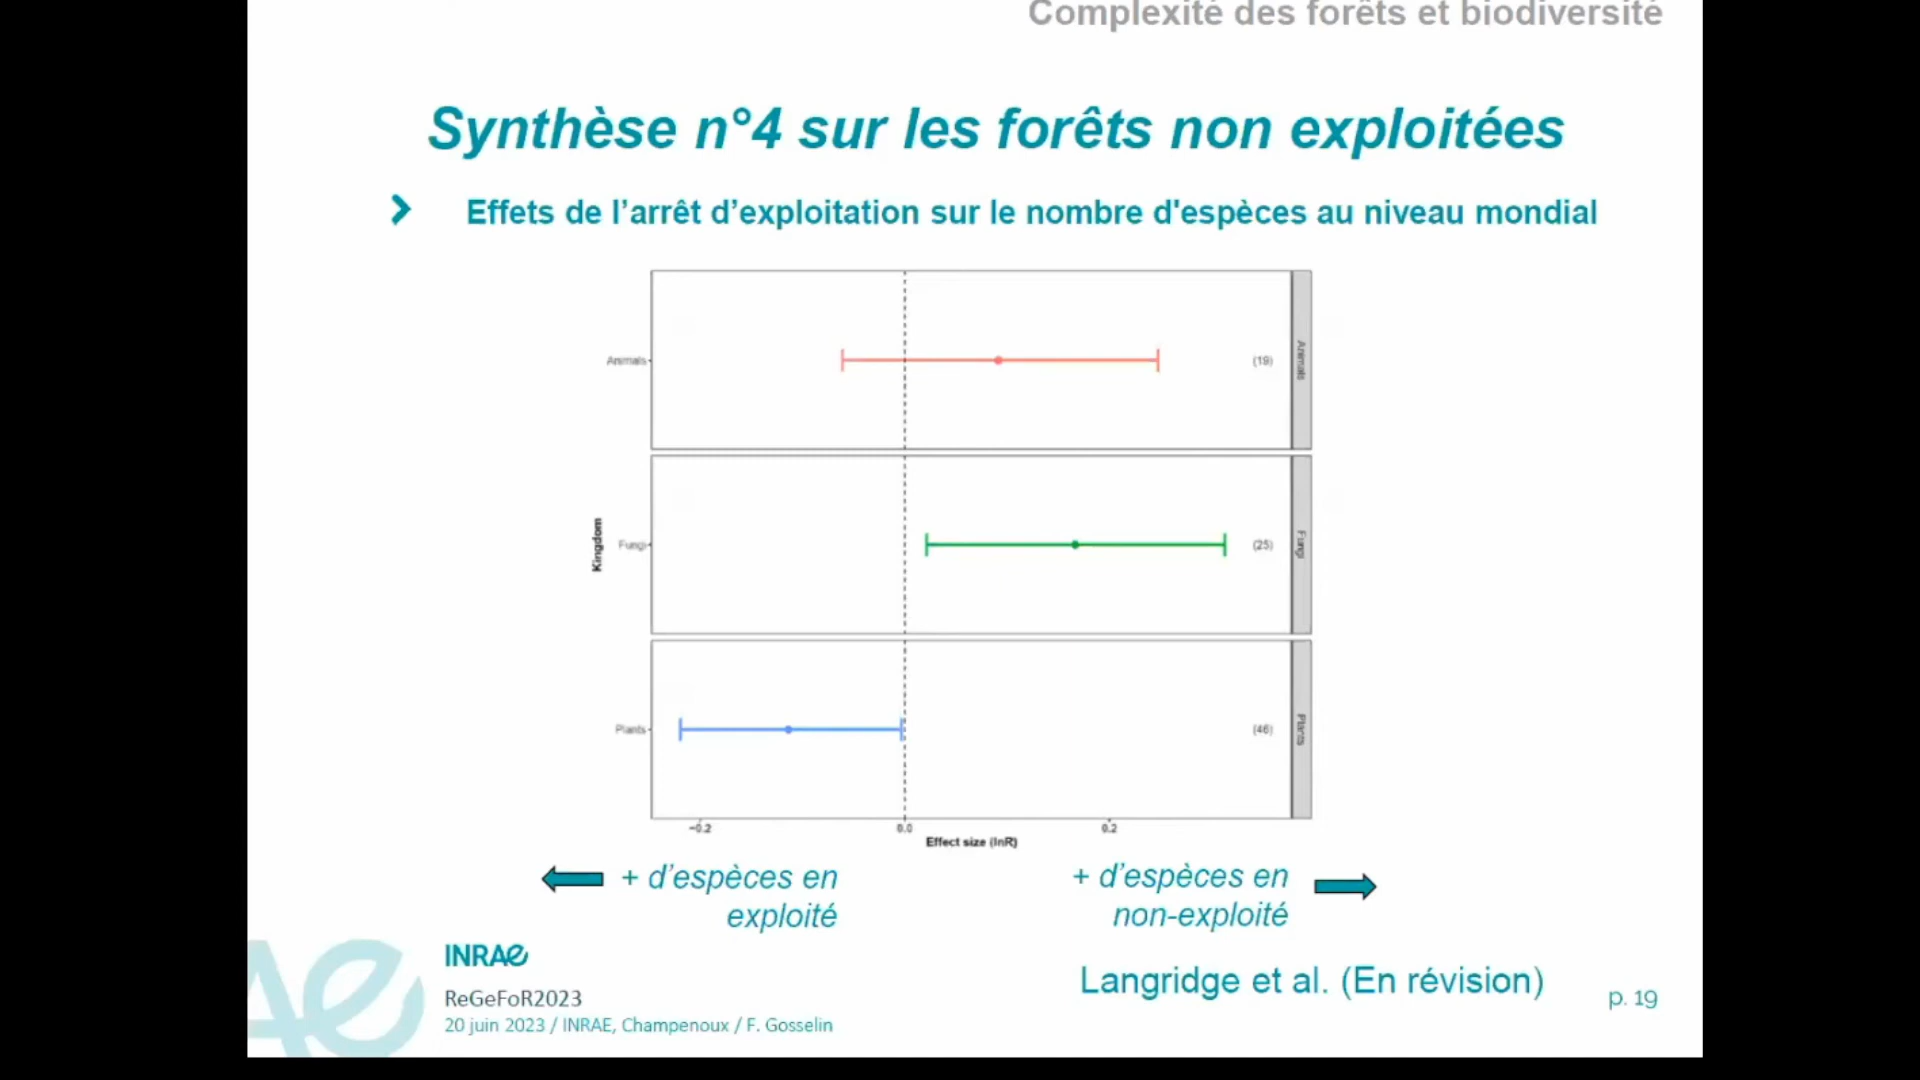 Complexité des forêts et biodiversité
Synthèse n°4 sur les forêts non exploitées
Effets de l’arrêt d’exploitation sur le nombre d'espèces au niveau mondial
Animals
(19)
Animals
Kingdom
Fungi
(25)
Fungi
Plants
(46)
Plants
−0.2
0.0
0.2
Effect size (lnR)
+ d’espèces en
exploité
+ d’espèces en
non-exploité
INRAE
Langridge et al. (En révision)
ReGeFoR2023
p. 19
20 juin 2023 / INRAE, Champenoux / F. Gosselin